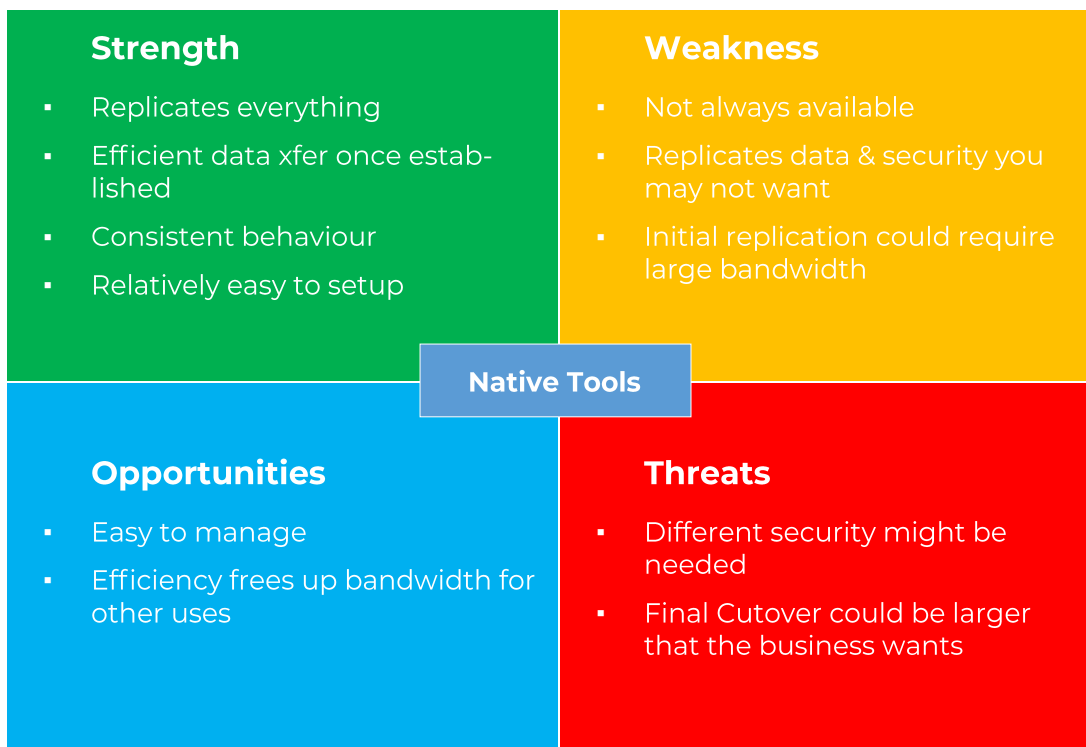 Strength
▪ Replicates everything
▪ Efficient data xfer once estab-
lished
▪ Consistent behaviour
▪ Relatively easy to setup
Weakness
▪ Not always available
▪ Replicates data & security you
may not want
▪ Initial replication could require
large bandwidth
Native Tools
Opportunities
▪ Easy to manage
▪ Efficiency frees up bandwidth for
other uses
Threats
▪ Different security might be
needed
▪ Final Cutover could be larger
that the business wants